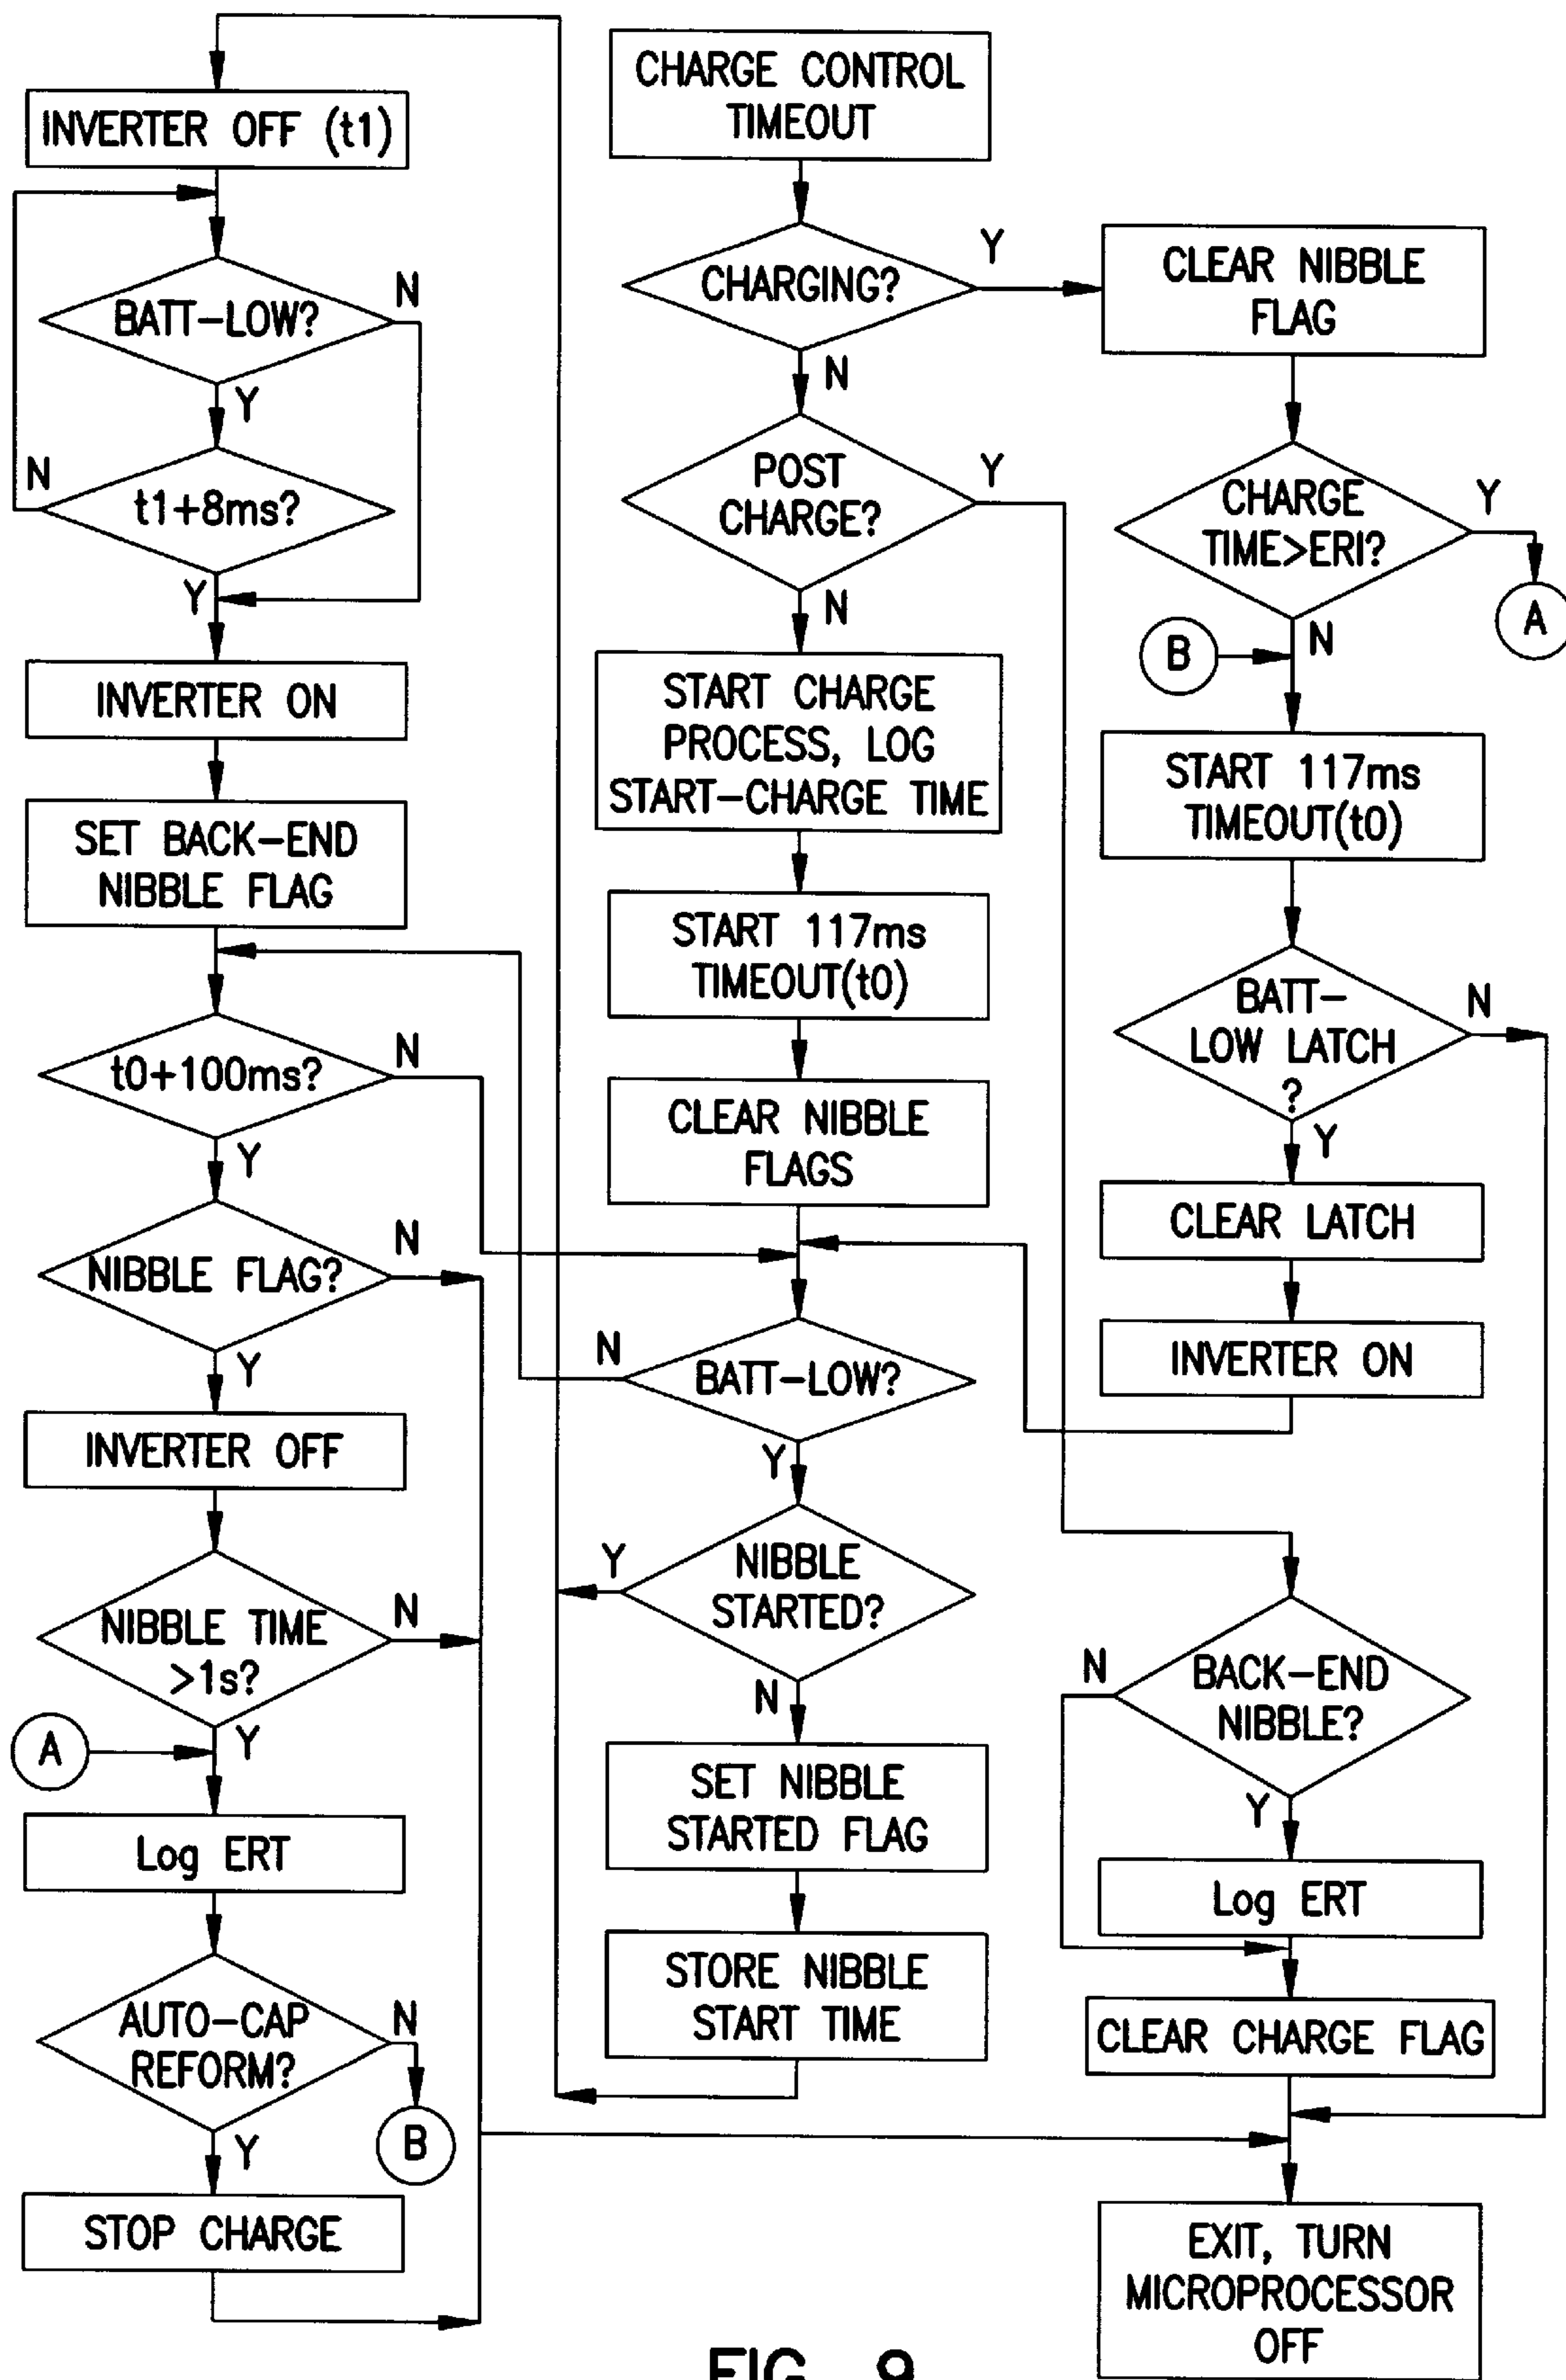 INVERTER OFF (t1)
BATT-LOW?
N
Y
t1+8ms?
N
Y
INVERTER ON
SET BACK-END
NIBBLE FLAG
t0+100ms?
N
Y
NIBBLE FLAG?
N
Y
INVERTER OFF
NIBBLE TIME
>1s?
N
Y
A
Log ERT
AUTO-CAP
REFORM?
N
B
Y
STOP CHARGE
CHARGE CONTROL
TIMEOUT
CHARGING?
Y
N
POST
CHARGE?
Y
N
START CHARGE
PROCESS, LOG
START-CHARGE TIME
START 117ms
TIMEOUT(t0)
CLEAR NIBBLE
FLAGS
BATT-LOW?
N
Y
NIBBLE
STARTED?
Y
N
SET NIBBLE
STARTED FLAG
STORE NIBBLE
START TIME
CLEAR NIBBLE
FLAG
CHARGE
TIME>ERI?
Y
A
N
B
START 117ms
TIMEOUT(t0)
BATT-
LOW LATCH
?
N
Y
CLEAR LATCH
INVERTER ON
BACK-END
NIBBLE?
N
Y
Log ERT
CLEAR CHARGE FLAG
EXIT, TURN
MICROPROCESSOR
OFF
FIG. 9